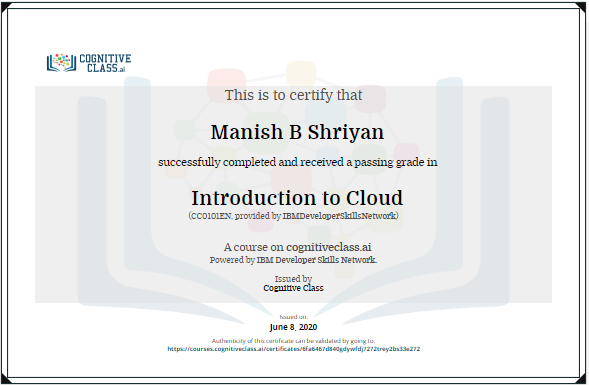 COGNITIVE
CLASS.ai
This is to certify that
Manish B Shriyan
successfully completed and received a passing grade in
Introduction to Cloud
(CC0101EN, provided by IBMDeveloperSkillsNetwork)
A course on cognitiveclass.ai
Powered by IBM Developer Skills Network.
Issued by
Cognitive Class
Issued on:
June 8, 2020
Authenticity of this certificate can be validated by going to:
https://courses.cognitiveclass.ai/certificates/6fa6467d840gdywfdj7272trey2bs33e272